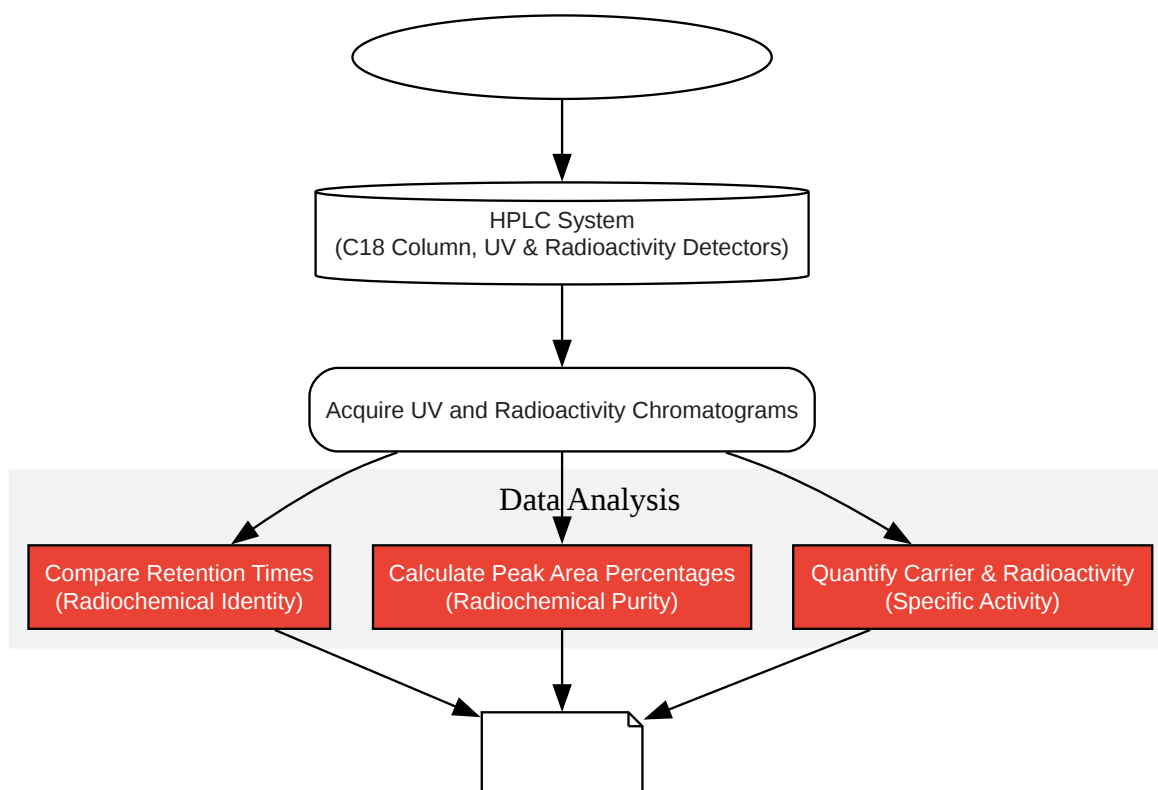 HPLC System
(C18 Column, UV & Radioactivity Detectors)
Acquire UV and Radioactivity Chromatograms
Data Analysis
Compare Retention Times
(Radiochemical Identity)
Calculate Peak Area Percentages
(Radiochemical Purity)
Quantify Carrier & Radioactivity
(Specific Activity)